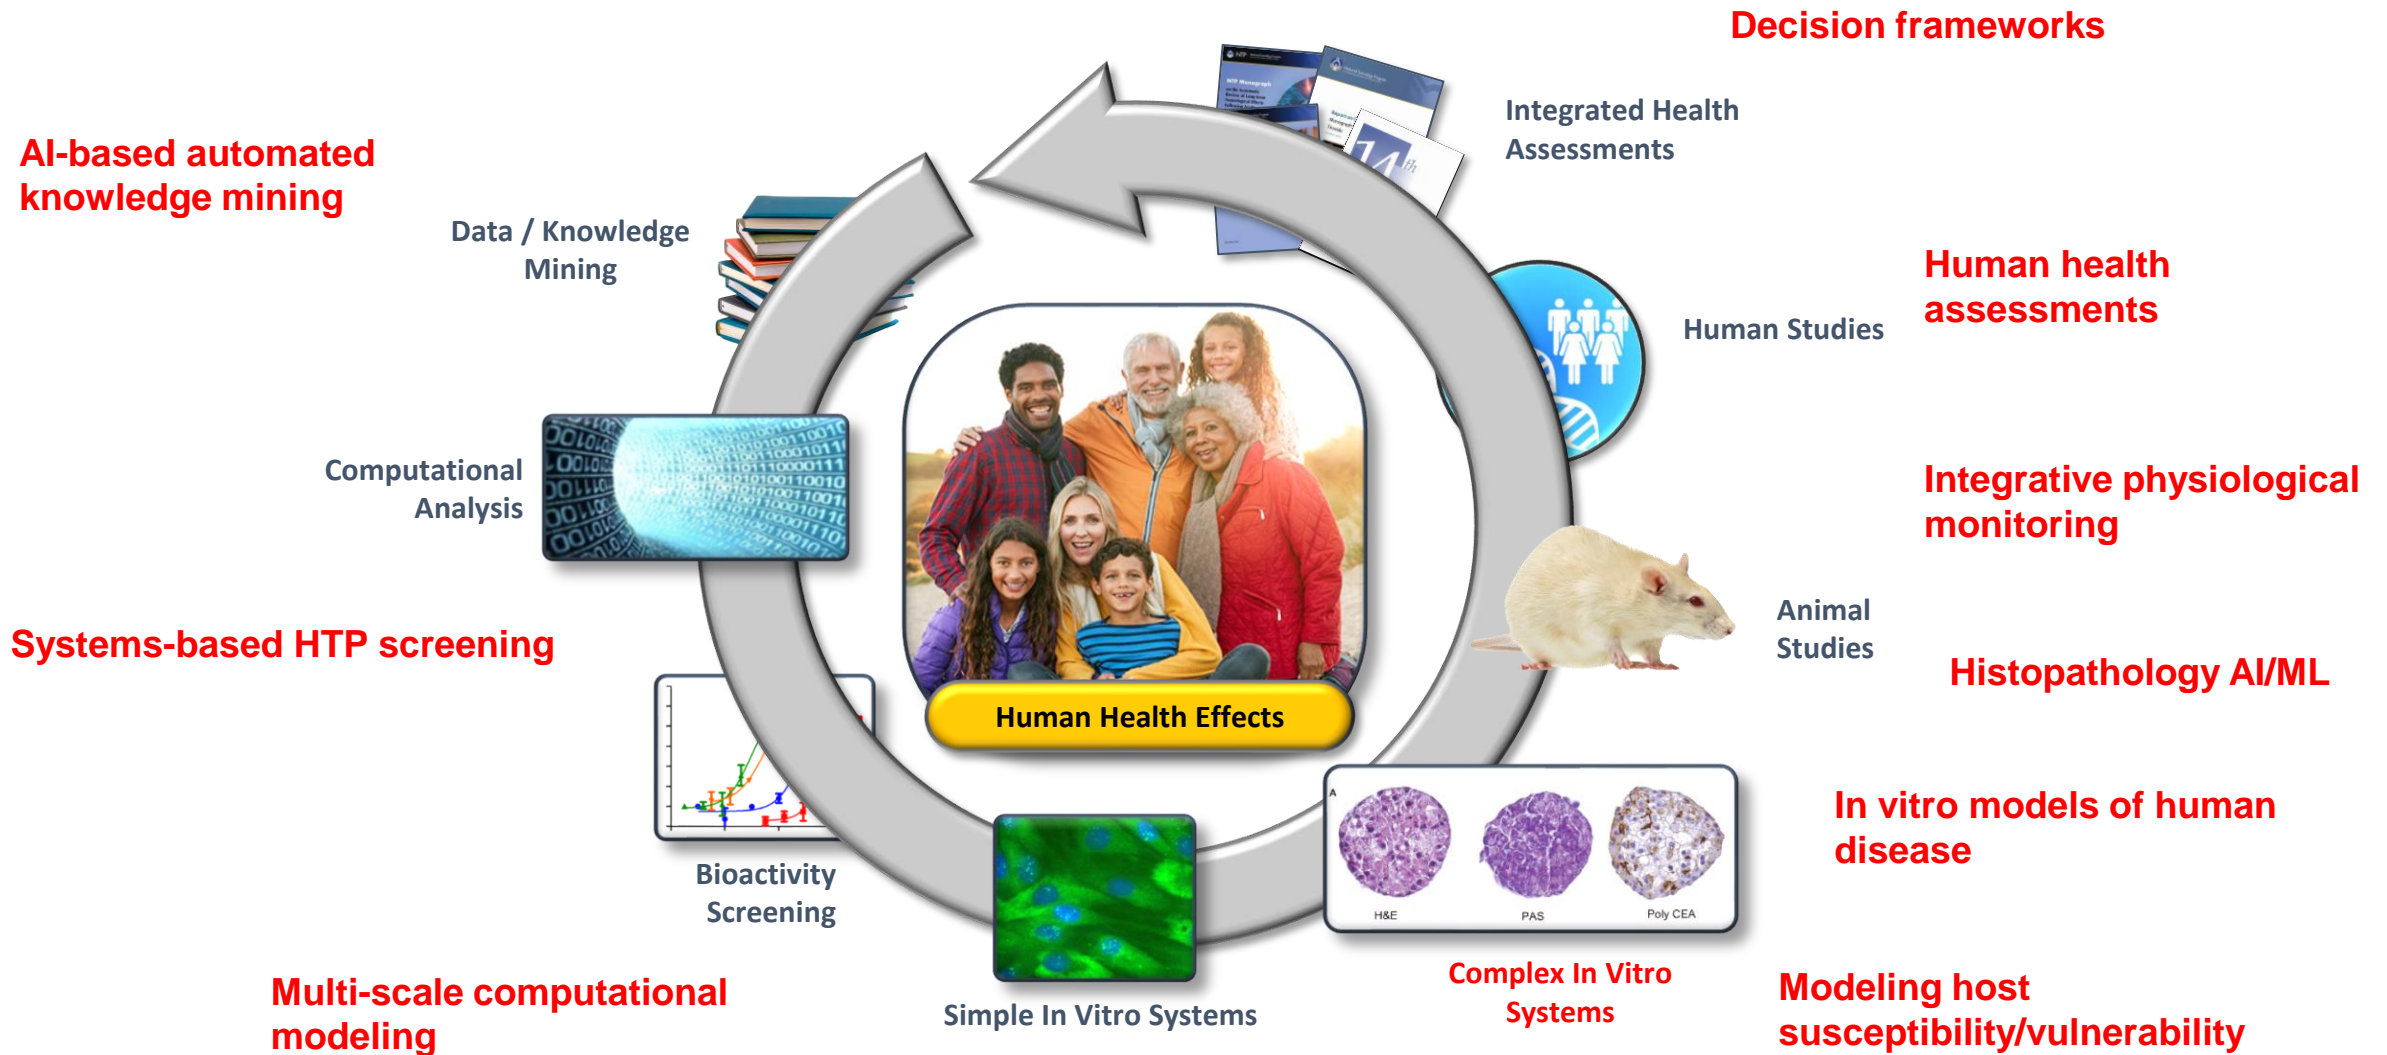 Decision frameworks
Integrated Health
Assessments
AI-based automated
knowledge mining
NTP Monograph
14th
Data / Knowledge
Mining
Human health
assessments
Human Studies
Computational
Analysis
Integrative physiological
monitoring
Animal
Studies
Systems-based HTP screening
Histopathology AI/ML
Human Health Effects
A
H&E
PAS
Poly CEA
In vitro models of human
disease
Bioactivity
Screening
Simple In Vitro Systems
Complex In Vitro
Systems
Multi-scale computational
modeling
Modeling host
susceptibility/vulnerability